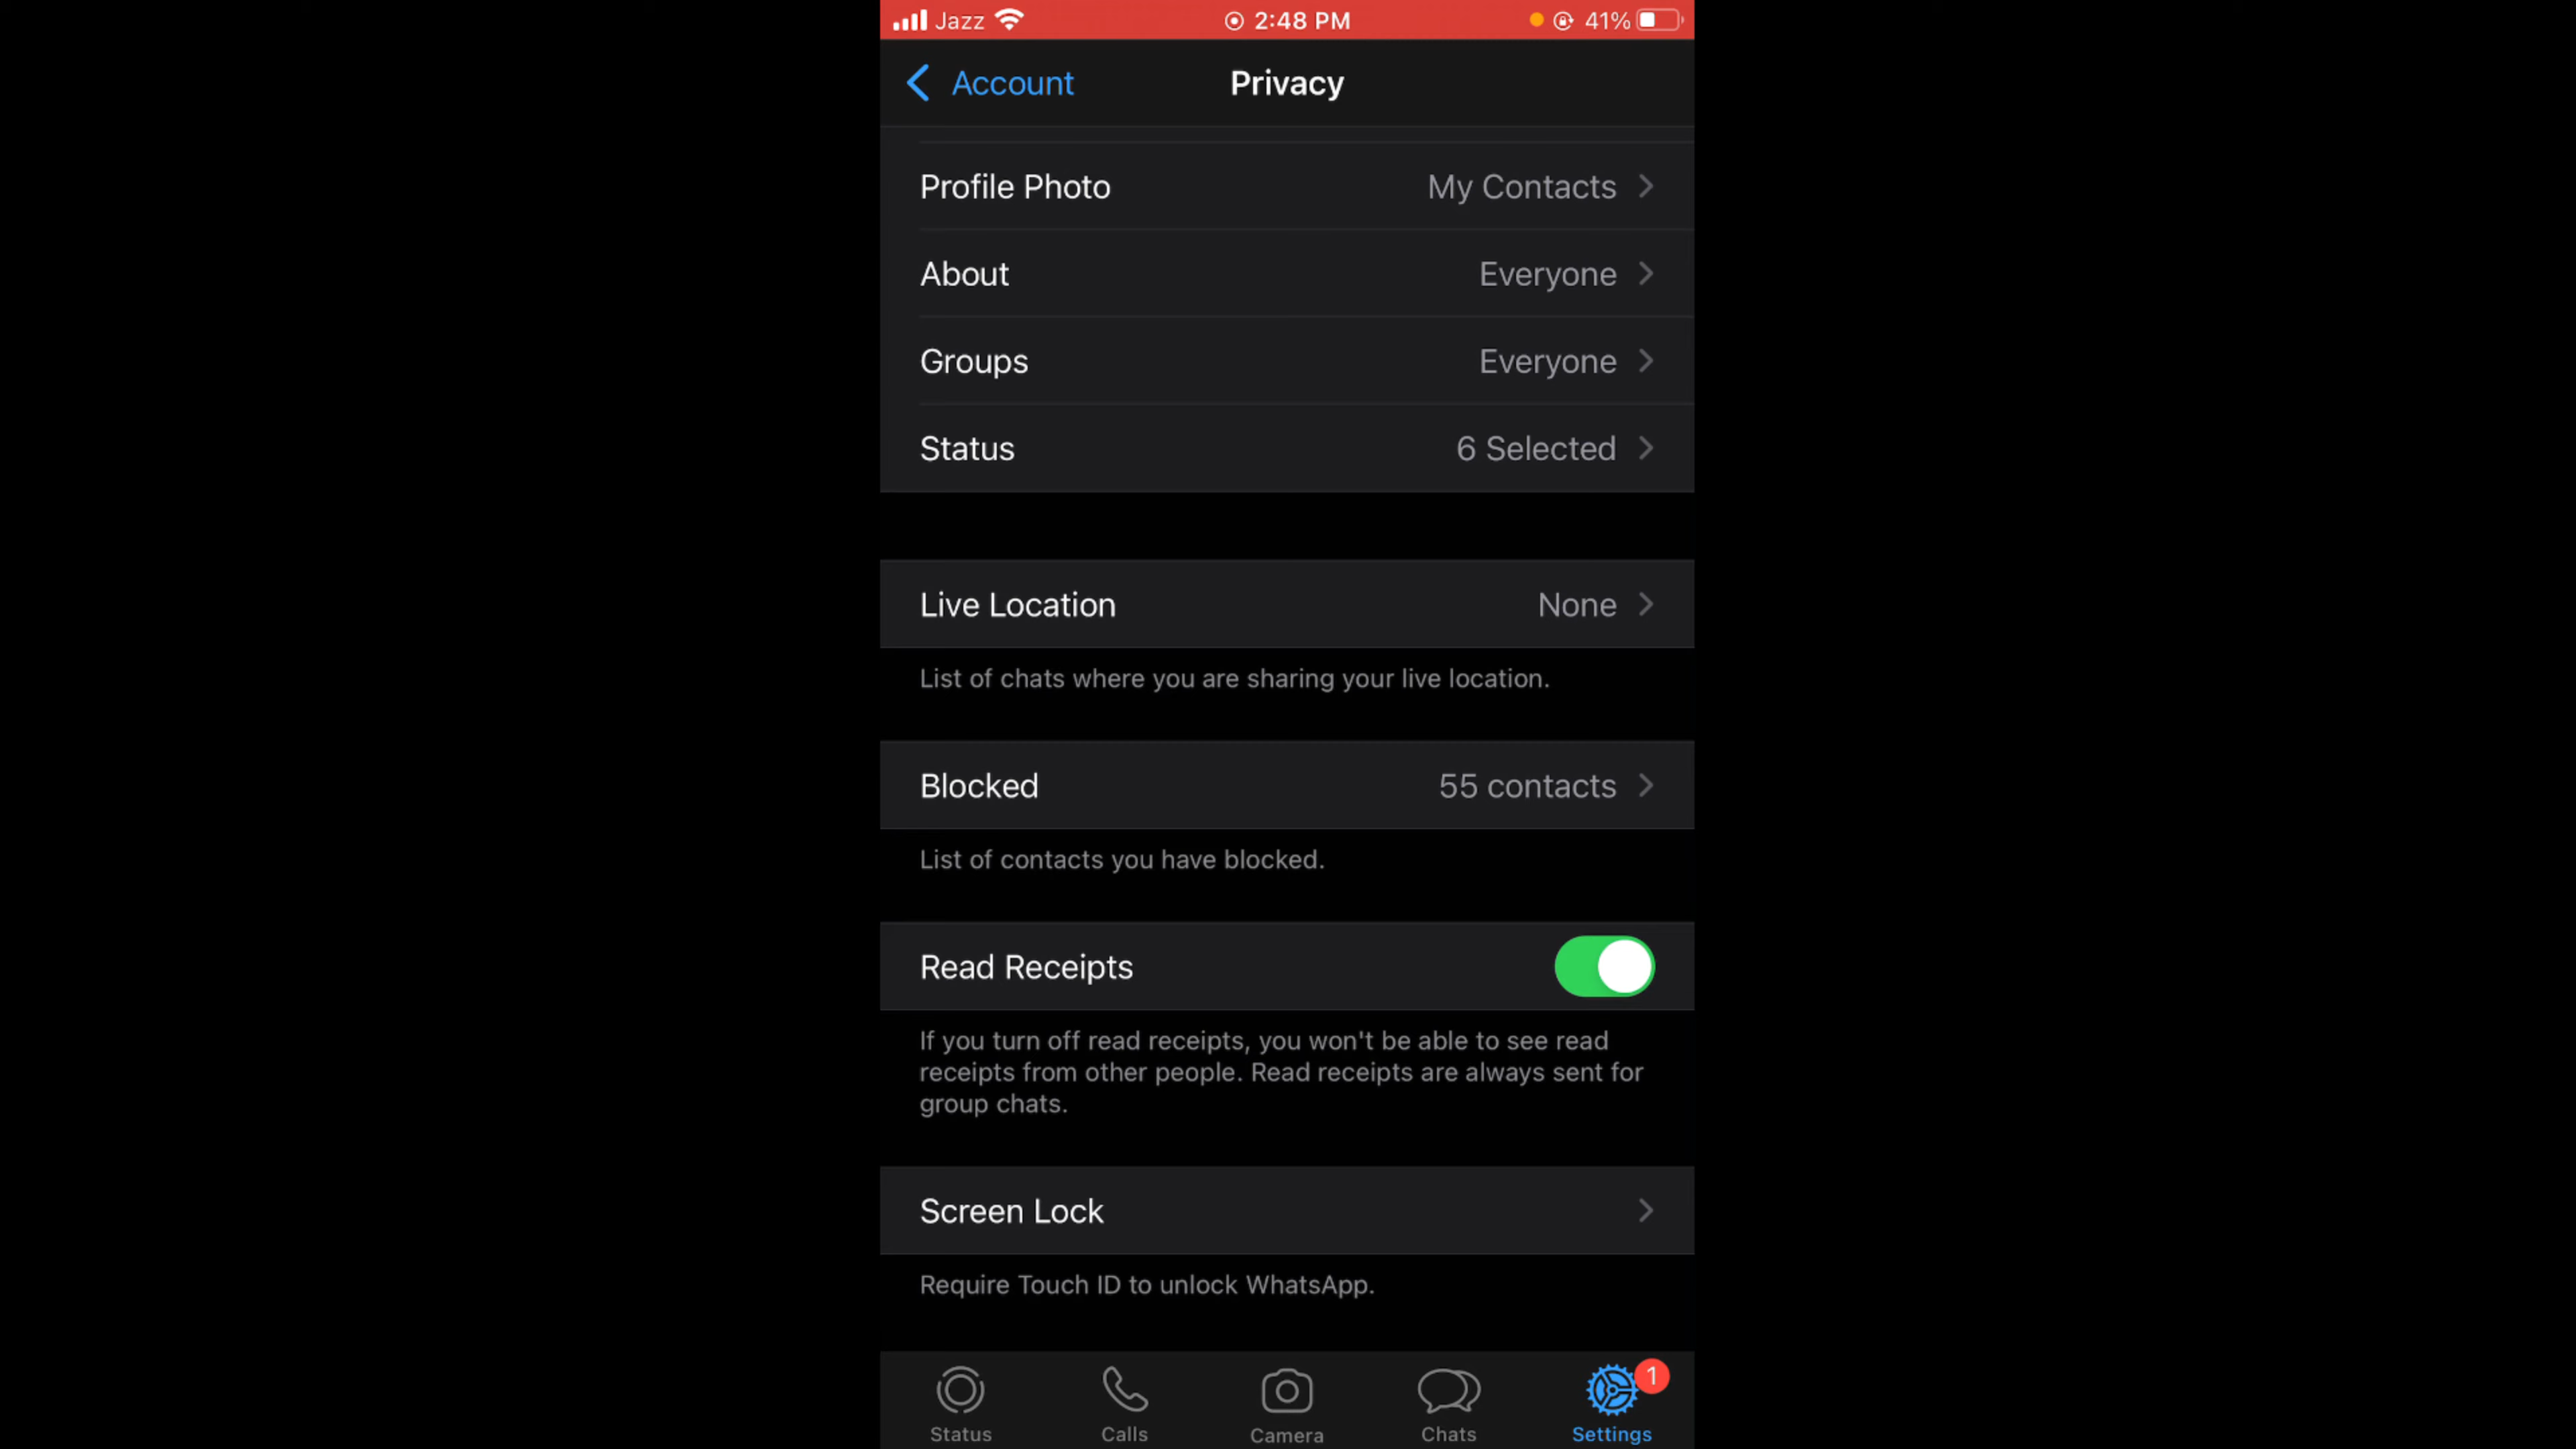 Jazz 2:48 PM 41%
Account Privacy
Profile Photo My Contacts
About Everyone
Groups Everyone
Status 6 Selected
Live Location None
List of chats where you are sharing your live location.
Blocked 55 contacts
List of contacts you have blocked.
Read Receipts
If you turn off read receipts, you won't be able to see read
receipts from other people. Read receipts are always sent for
group chats.
Screen Lock
Require Touch ID to unlock WhatsApp.
1
Status Calls Camera Chats Settings